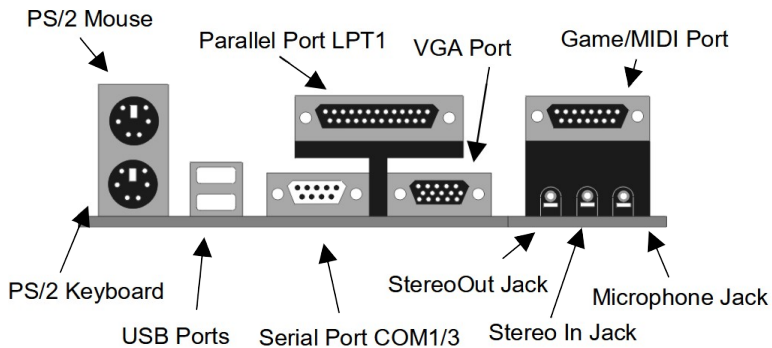 PS/2 Mouse
Parallel Port LPT1
VGA Port
Game/MIDI Port
PS/2 Keyboard
USB Ports
Serial Port COM1/3
StereoOut Jack
Stereo In Jack
Microphone Jack